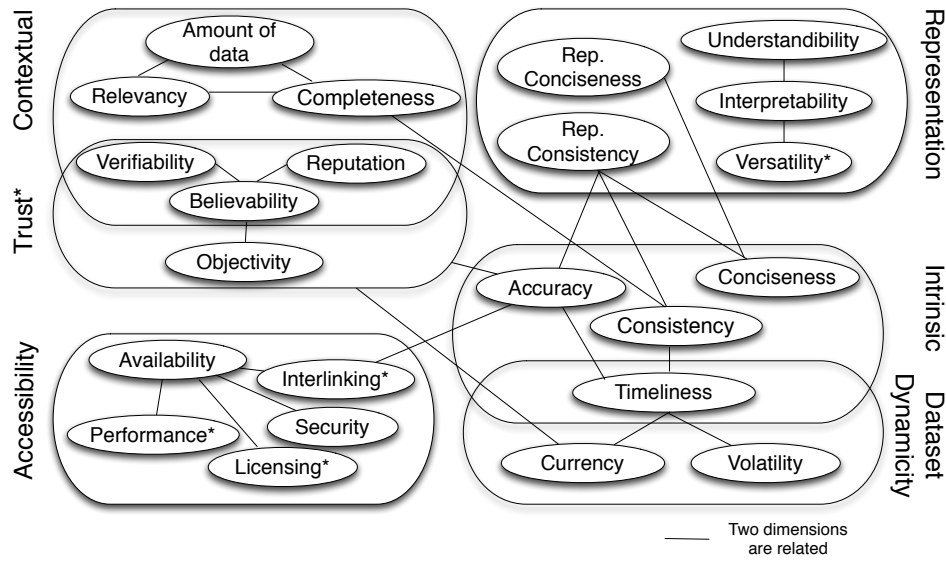 Contextual
Amount of
data
Relevancy
Completeness
Trust*
Verifiability
Reputation
Believability
Objectivity
Accessibility
Availability
Interlinking*
Security
Performance*
Licensing*
Representation
Rep.
Conciseness
Rep.
Consistency
Understandibility
Interpretability
Versatility*
Intrinsic
Accuracy
Conciseness
Consistency
Timeliness
Dataset
Dynamicity
Currency
Volatility
Two dimensions
are related